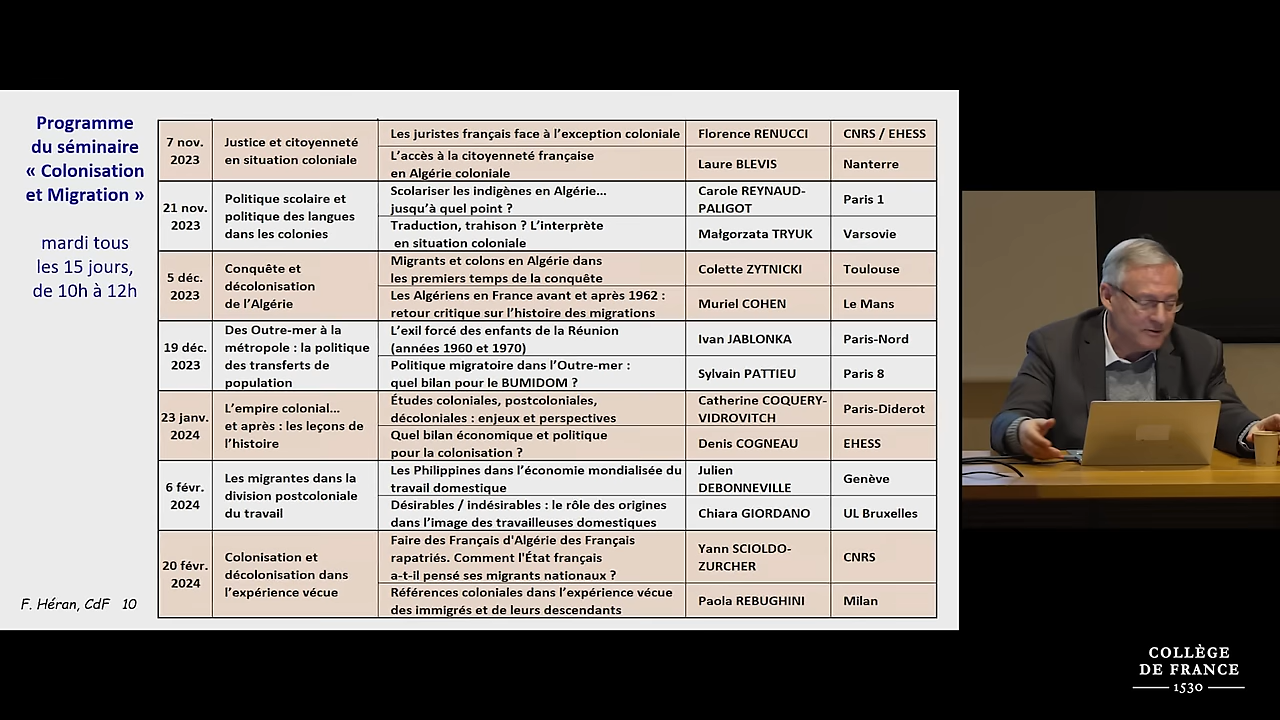 Programme
du séminaire
« Colonisation
et Migration »
mardi tous
les 15 jours,
de 10h à 12h
7 nov.
2023
Justice et citoyenneté
en situation coloniale
Les juristes français face à l’exception coloniale
Florence RENUCCI
CNRS / EHESS
L’accès à la citoyenneté française
en Algérie coloniale
Laure BLEVIS
Nanterre
21 nov.
2023
Politique scolaire et
politique des langues
dans les colonies
Scolariser les indigènes en Algérie…
jusqu’à quel point ?
Carole REYNAUD-
PALIGOT
Paris 1
Traduction, trahison ? L’interprète
en situation coloniale
Małgorzata TRYUK
Varsovie
5 déc.
2023
Conquête et
décolonisation
de l’Algérie
Migrants et colons en Algérie dans
les premiers temps de la conquête
Colette ZYTNICKI
Toulouse
Les Algériens en France avant et après 1962 :
retour critique sur l’histoire des migrations
Muriel COHEN
Le Mans
19 déc.
2023
Des Outre-mer à la
métropole : la politique
des transferts de
population
L’exil forcé des enfants de la Réunion
(années 1960 et 1970)
Ivan JABLONKA
Paris-Nord
Politique migratoire dans l’Outre-mer :
quel bilan pour le BUMIDOM ?
Sylvain PATTIEU
Paris 8
23 janv.
2024
L’empire colonial…
et après : les leçons de
l’histoire
Études coloniales, postcoloniales,
décoloniales : enjeux et perspectives
Catherine COQUERY-
VIDROVITCH
Paris-Diderot
Quel bilan économique et politique
pour la colonisation ?
Denis COGNEAU
EHESS
6 févr.
2024
Les migrantes dans la
division postcoloniale
du travail
Les Philippines dans l’économie mondialisée du
travail domestique
Julien
DEBONNEVILLE
Genève
Désirables / indésirables : le rôle des origines
dans l’image des travailleuses domestiques
Chiara GIORDANO
UL Bruxelles
20 févr.
2024
Colonisation et
décolonisation dans
l’expérience vécue
Faire des Français d'Algérie des Français
rapatriés. Comment l'État français
a-t-il pensé ses migrants nationaux ?
Yann SCIOLDO-
ZURCHER
CNRS
Références coloniales dans l’expérience vécue
des immigrés et de leurs descendants
Paola REBUGHINI
Milan
F. Héran, CdF 10
COLLÈGE
DE FRANCE
1530